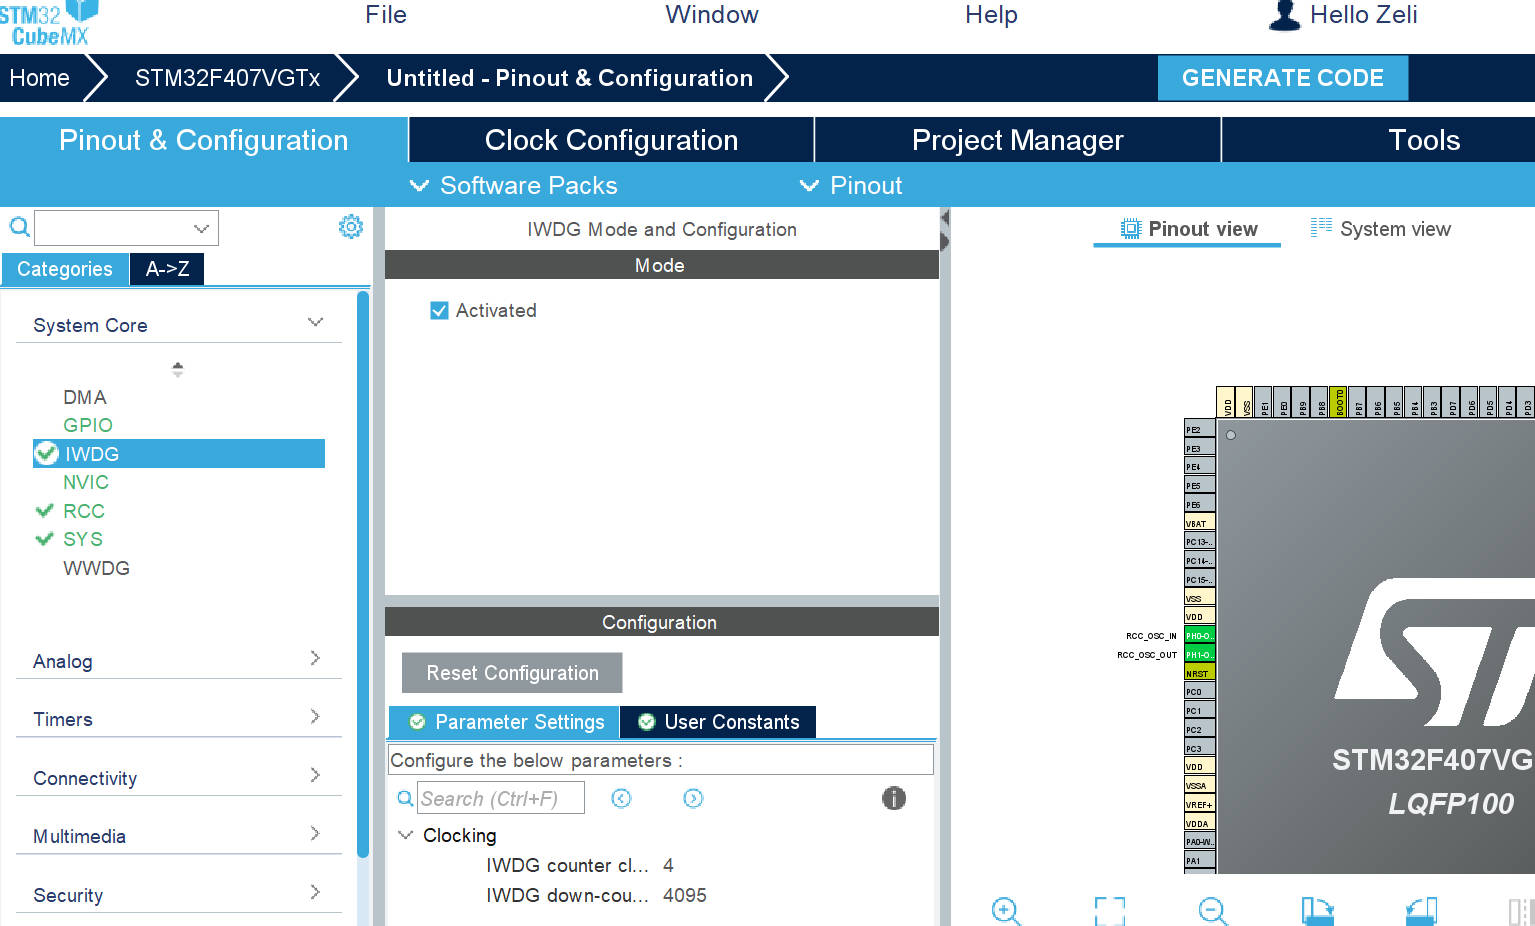 STM32
CubeMX
File
Window
Help
Hello Zeli
Home
STM32F407VGTx
Untitled - Pinout & Configuration
GENERATE CODE
Pinout & Configuration
Clock Configuration
Project Manager
Tools
Software Packs
Pinout
Categories
A->Z
System Core
DMA
GPIO
IWDG
NVIC
RCC
SYS
WWDG
Analog
Timers
Connectivity
Multimedia
Security
IWDG Mode and Configuration
Mode
Activated
Configuration
Reset Configuration
Parameter Settings
User Constants
Configure the below parameters :
Search (Ctrl+F)
Clocking
IWDG counter cl... 4
IWDG down-cou... 4095
Pinout view
System view
VDD
VSS
PE1
PE0
PB9
PB8
BOOT0
PB7
PB6
PB5
PB4
PB3
PD7
PD6
PD5
PD4
PD3
PE2
PE3
PE4
PE5
PE6
VBAT
PC13-..
PC14-..
PC15-..
VSS
VDD
RCC_OSC_IN PH0-O..
RCC_OSC_OUT PH1-O..
NRST
PC0
PC1
PC2
PC3
VDD
VSSA
VREF+
VDDA
PA0-W..
PA1
STM32F407VG
LQFP100